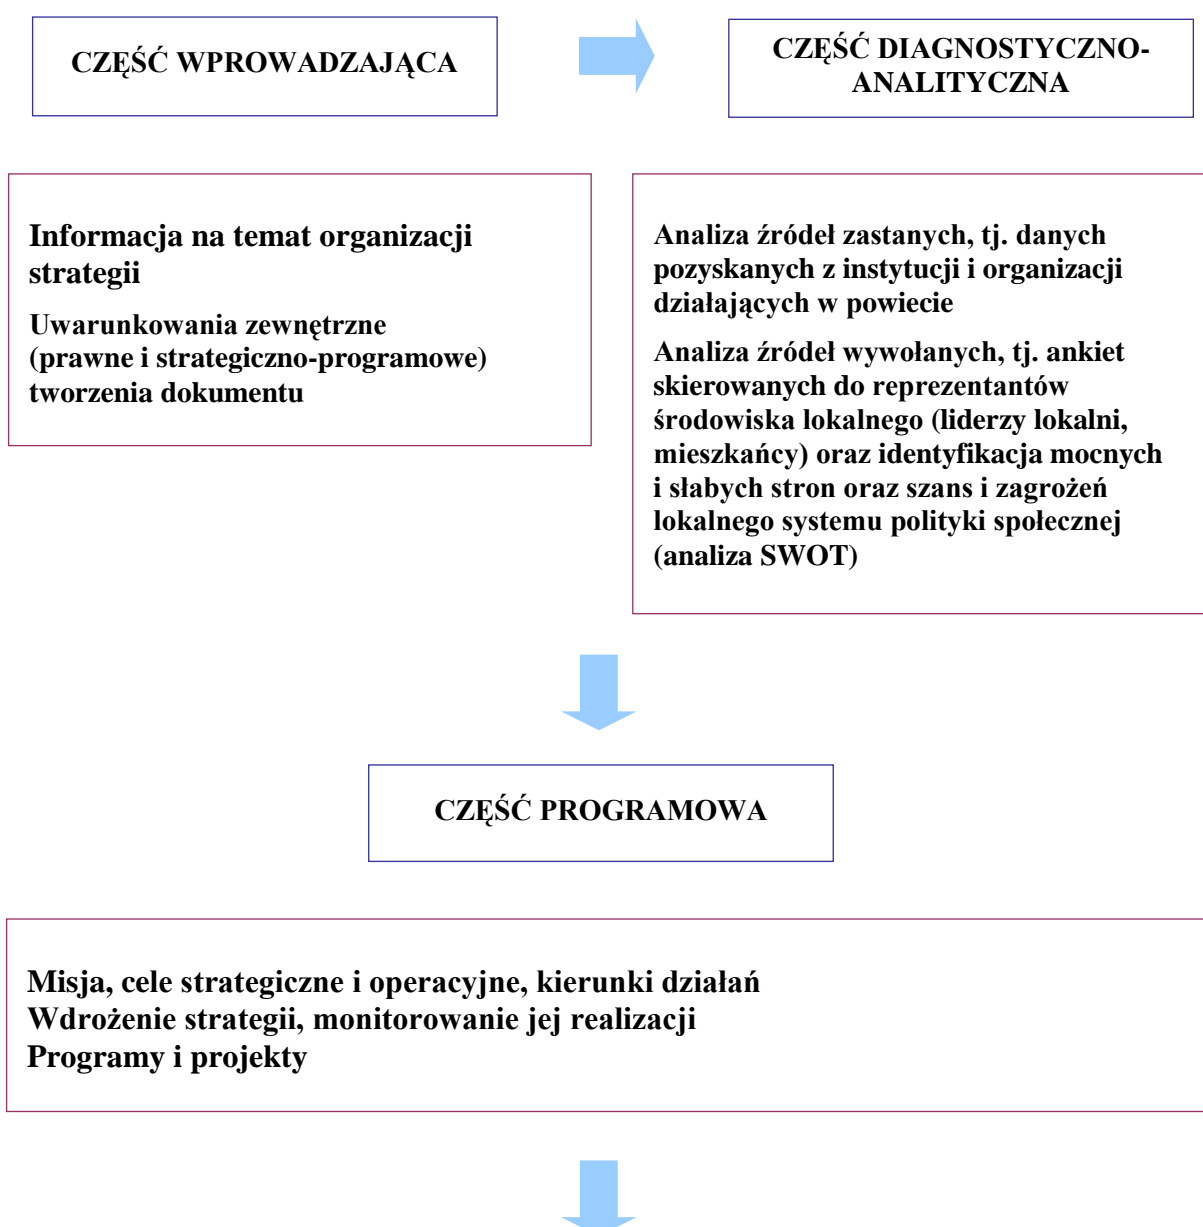 CZĘŚĆ WPROWADZAJĄCA
CZĘŚĆ DIAGNOSTYCZNO-
ANALITYCZNA
Informacja na temat organizacji
strategii
Uwarunkowania zewnętrzne
(prawne i strategiczno-programowe)
tworzenia dokumentu
Analiza źródeł zastanych, tj. danych
pozyskanych z instytucji i organizacji
działających w powiecie
Analiza źródeł wywołanych, tj. ankiet
skierowanych do reprezentantów
środowiska lokalnego (liderzy lokalni,
mieszkańcy) oraz identyfikacja mocnych
i słabych stron oraz szans i zagrożeń
lokalnego systemu polityki społecznej
(analiza SWOT)
CZĘŚĆ PROGRAMOWA
Misja, cele strategiczne i operacyjne, kierunki działań
Wdrożenie strategii, monitorowanie jej realizacji
Programy i projekty